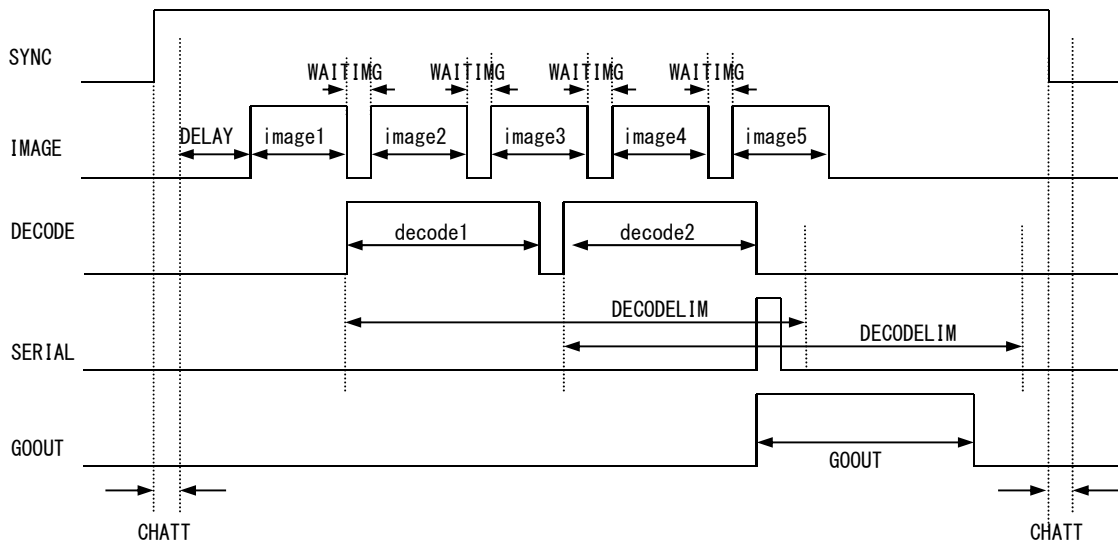 SYNC
WAITIMG WAITIMG WAITIMG WAITIMG
IMAGE
DELAY image1 image2 image3 image4 image5
DECODE
decode1 decode2
DECODELIM
DECODELIM
SERIAL
GOOUT
GOOUT
CHATT CHATT